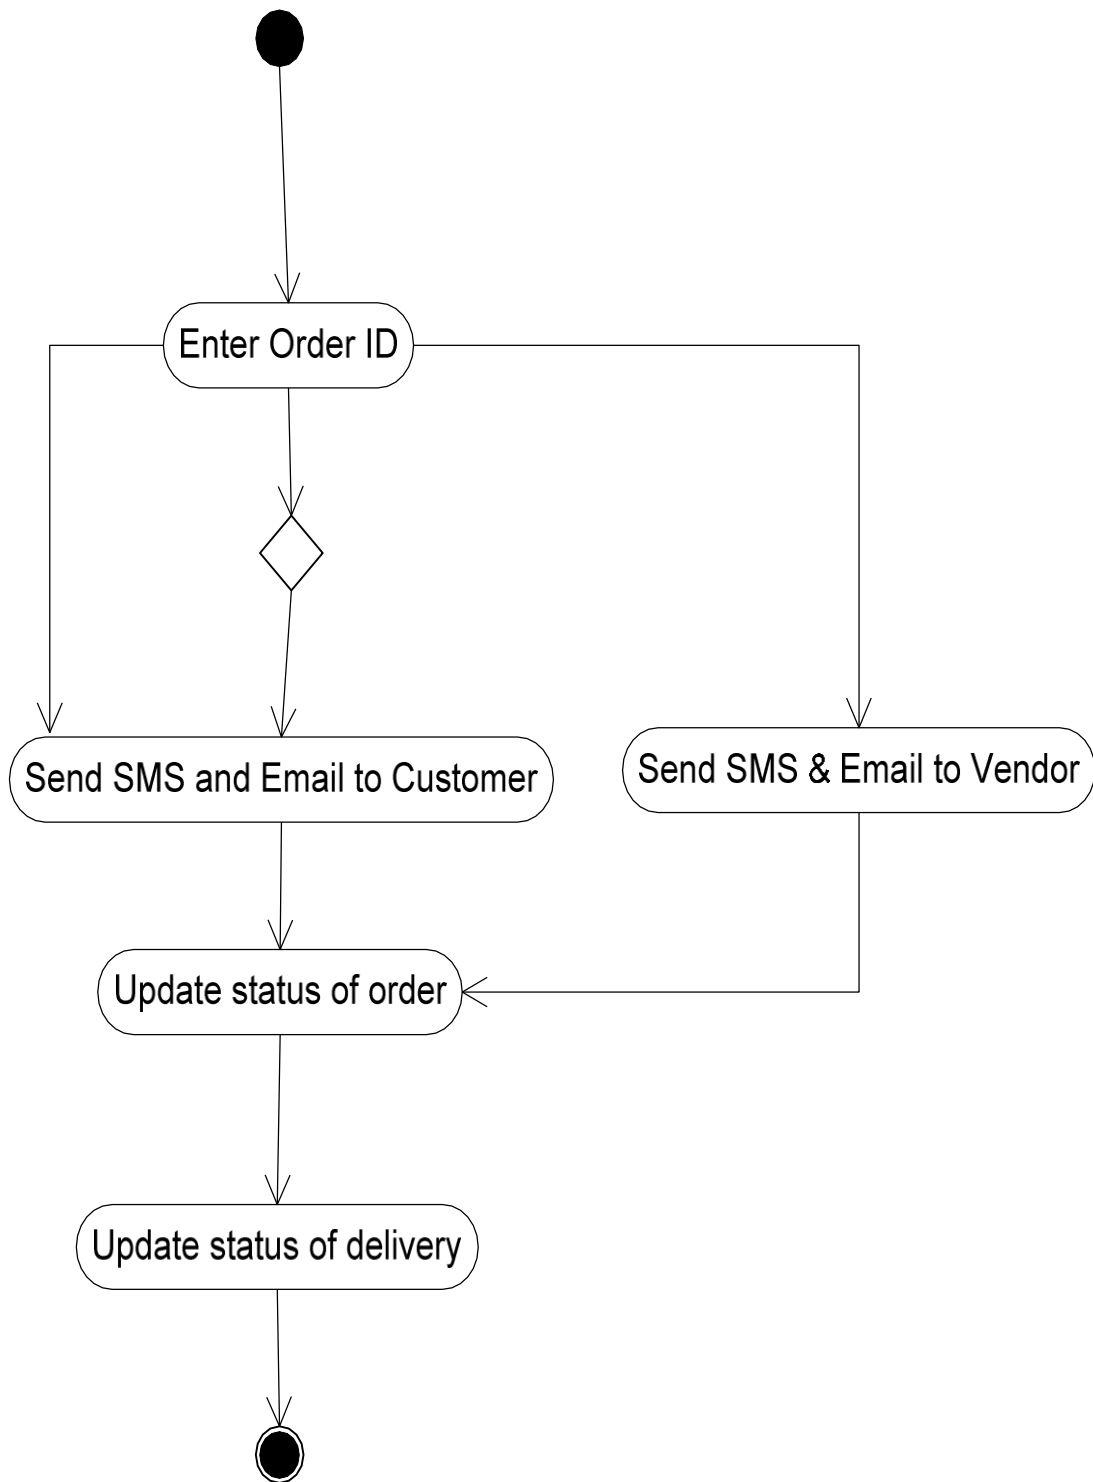 Enter Order ID
Send SMS and Email to Customer
Send SMS & Email to Vendor
Update status of order
Update status of delivery